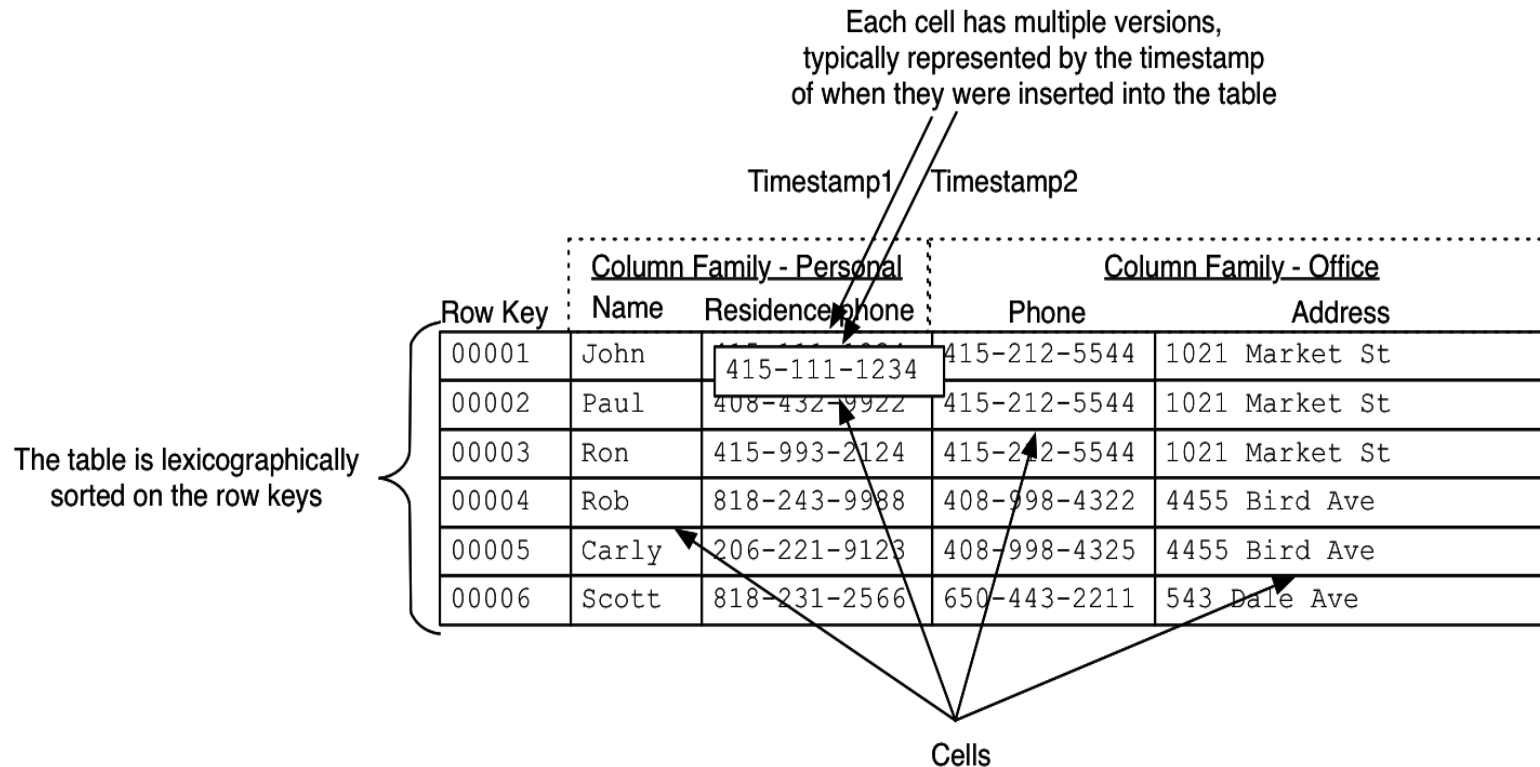 Each cell has multiple versions,
typically represented by the timestamp
of when they were inserted into the table
Timestamp1 Timestamp2
Column Family - Personal Column Family - Office
Row Key Name Residence phone Phone Address
00001 John 415-212-5544 1021 Market St
415-111-1234
00002 Paul 408-432-9922 415-212-5544 1021 Market St
00003 Ron 415-993-2124 415-212-5544 1021 Market St
The table is lexicographically
sorted on the row keys
00004 Rob 818-243-9988 408-998-4322 4455 Bird Ave
00005 Carly 206-221-9123 408-998-4325 4455 Bird Ave
00006 Scott 818-231-2566 650-443-2211 543 Dale Ave
Cells